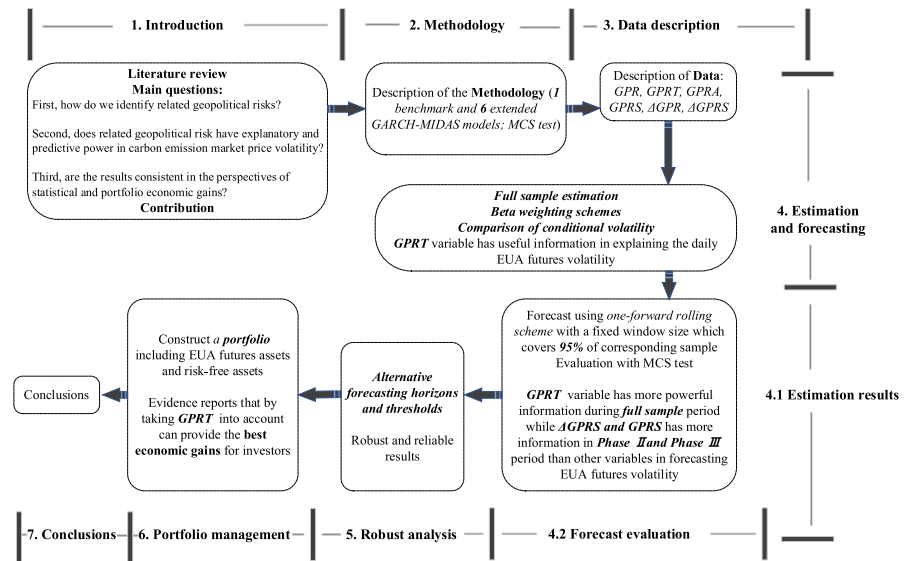 1. Introduction
2. Methodology
3. Data description
Literature review
Main questions:
First, how do we identify related geopolitical risks?
Second, does related geopolitical risk have explanatory and
predictive power in carbon emission market price volatility?
Third, are the results consistent in the perspectives of
statistical and portfolio economic gains?
Contribution
Description of the Methodology (1
benchmark and 6 extended
GARCH-MIDAS models; MCS test)
Description of Data:
GPR, GPRT, GPRA,
GPRS, ΔGPR, ΔGPRS
Full sample estimation
Beta weighting schemes
Comparison of conditional volatility
GPRT variable has useful information in explaining the daily
EUA futures volatility
4. Estimation
and forecasting
Forecast using one-forward rolling
scheme with a fixed window size which
covers 95% of corresponding sample
Evaluation with MCS test
GPRT variable has more powerful
information during full sample period
while ΔGPRS and GPRS has more
information in Phase Ⅱ and Phase Ⅲ
period than other variables in forecasting
EUA futures volatility
4.1 Estimation results
Alternative
forecasting horizons
and thresholds
Robust and reliable
results
Construct a portfolio
including EUA futures assets
and risk-free assets
Evidence reports that by
taking GPRT into account
can provide the best
economic gains for investors
Conclusions
7. Conclusions
6. Portfolio management
5. Robust analysis
4.2 Forecast evaluation